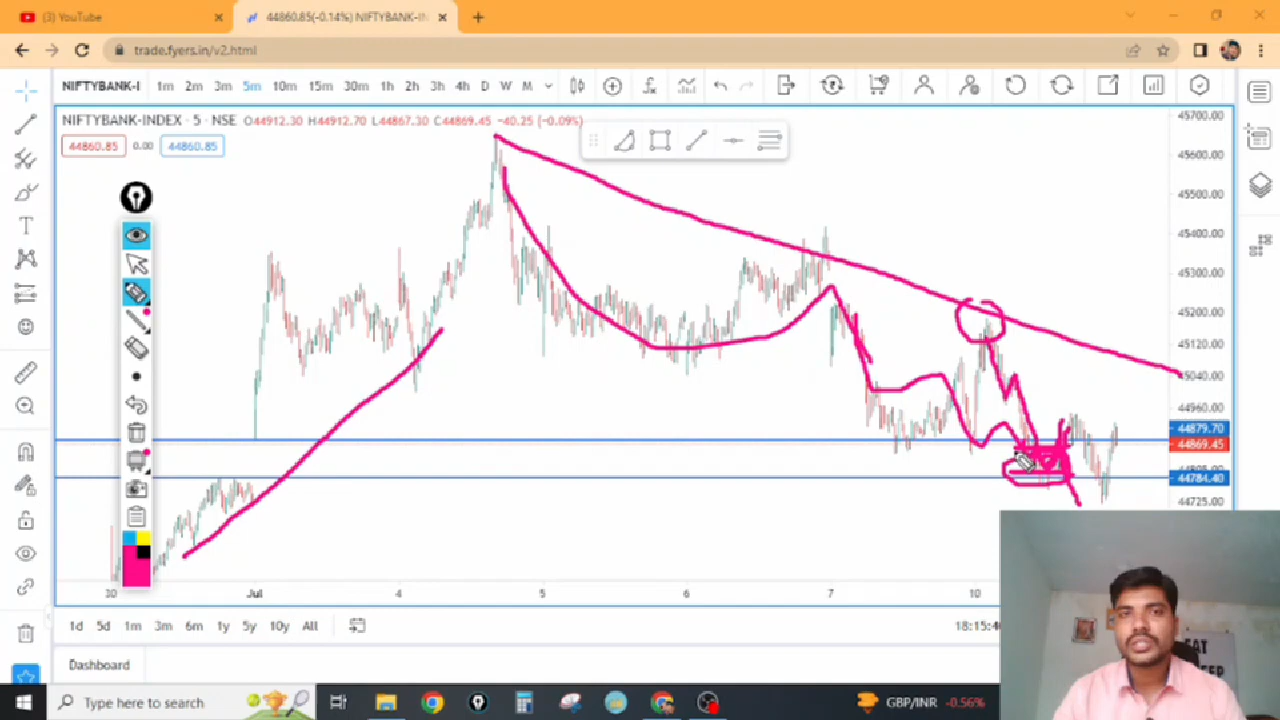 (3) YouTube
44860.85(-0.14%) NIFTYBANK-IN
trade.fyers.in/v2.html
NIFTYBANK-I 1m 2m 3m 5m 10m 15m 30m 1h 2h 3h 4h D W M
NIFTYBANK-INDEX · 5 · NSE O44912.30 H44912.70 L44867.30 C44869.45 −40.25 (−0.09%)
44860.85 0.00 44860.85
45700.00
45600.00
45500.00
45400.00
45300.00
45200.00
45120.00
45040.00
44960.00
44879.70
44869.45
44805.00
44784.40
44725.00
30 Jul 4 5 6 7 10
1d 5d 1m 3m 6m 1y 5y 10y All
18:15:4
Dashboard
EAT
EEP
Type here to search
GBP/INR -0.56%